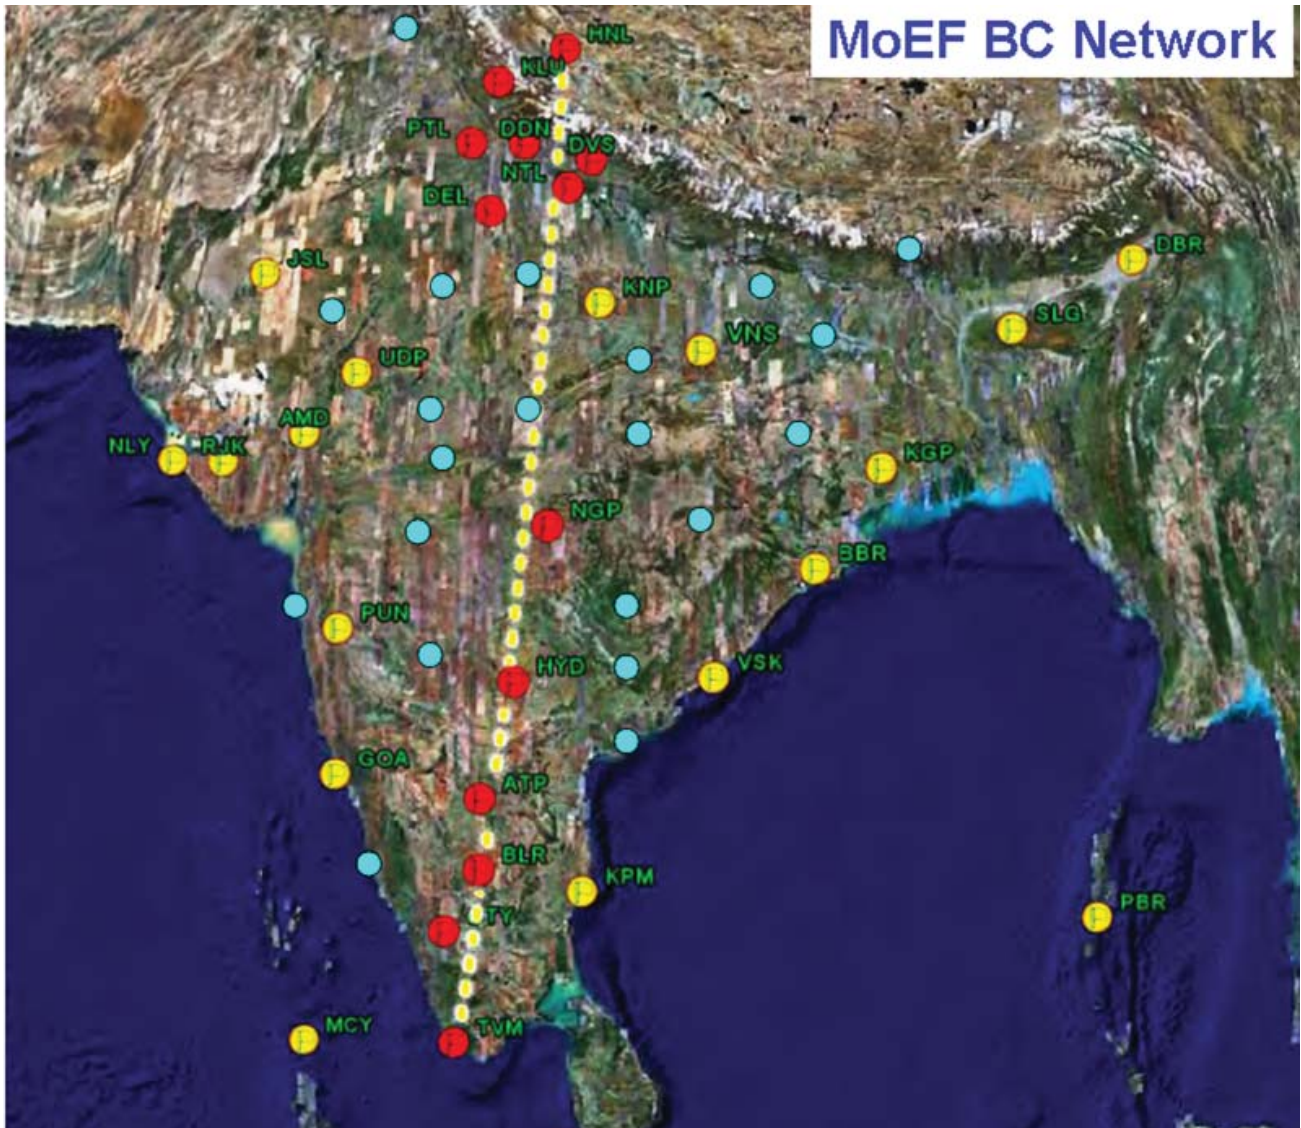 MoEF BC Network
HNL
KLU
PTL
DDN
DVS
NTL
DEL
JSL
DBR
KNP
SLG
VNS
UDP
AMD
NLY
RJK
KGP
NGP
BBR
PUN
HYD
VSK
GOA
ATP
BLR
KPM
TY
PBR
MCY
TVM